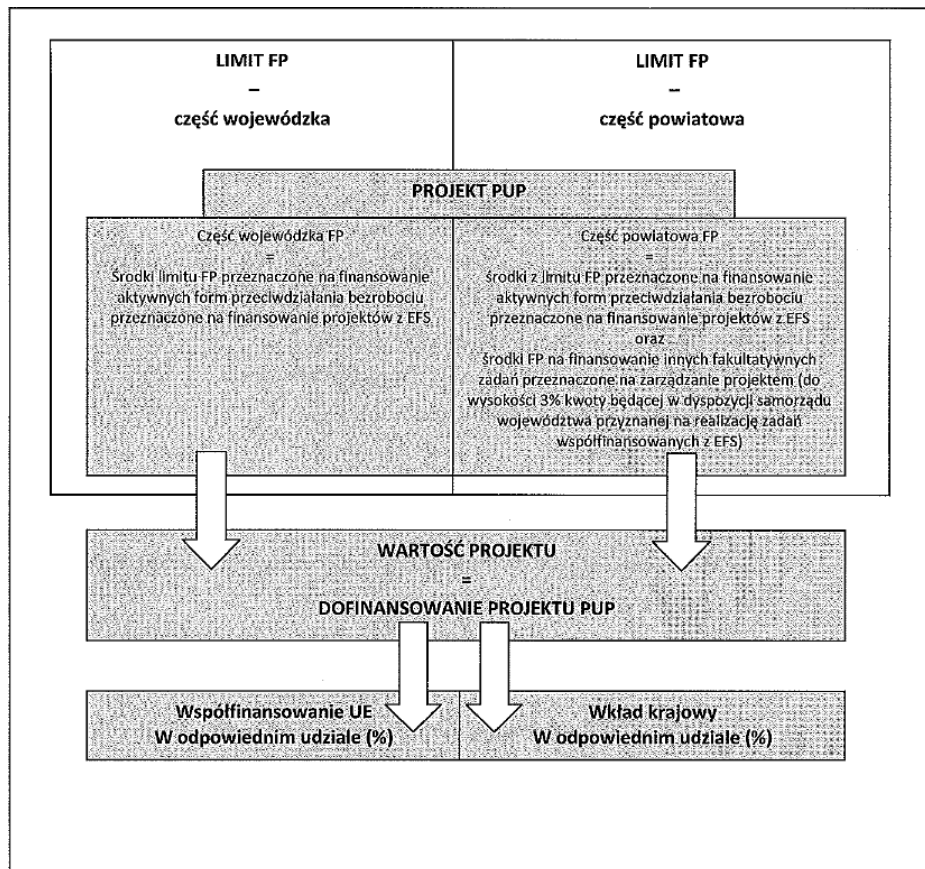 LIMIT FP
–
część wojewódzka
LIMIT FP
–
część powiatowa
PROJEKT PUP
Część wojewódzka FP
=
Środki limitu FP przeznaczone na finansowanie
aktywnych form przeciwdziałania bezrobociu
przeznaczone na finansowanie projektów z EFS
Część powiatowa FP
=
środki z limitu FP przeznaczone na finansowanie
aktywnych form przeciwdziałania bezrobociu
przeznaczone na finansowanie projektów z EFS
oraz
środki FP na finansowanie innych fakultatywnych
zadań przeznaczone na zarządzanie projektem (do
wysokości 3% kwoty będącej w dyspozycji samorządu
województwa przyznanej na realizację zadań
współfinansowanych z EFS)
WARTOŚĆ PROJEKTU
=
DOFINANSOWANIE PROJEKTU PUP
Współfinansowanie UE
W odpowiednim udziale (%)
Wkład krajowy
W odpowiednim udziale (%)